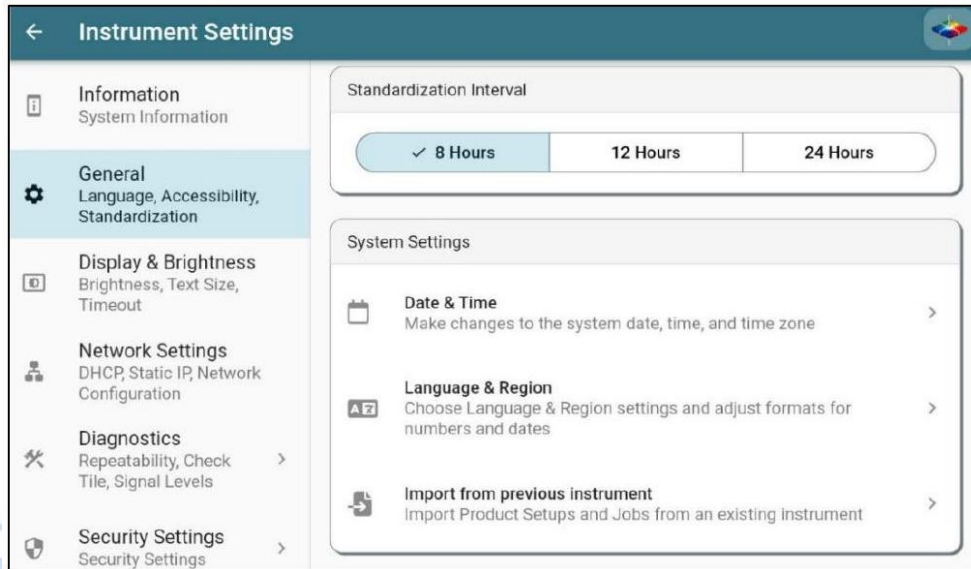 Instrument Settings
Information
System Information
General
Language, Accessibility,
Standardization
Display & Brightness
Brightness, Text Size,
Timeout
Network Settings
DHCP, Static IP, Network
Configuration
Diagnostics
Repeatability, Check
Tile, Signal Levels
Security Settings
Security Settings
Standardization Interval
8 Hours
12 Hours
24 Hours
System Settings
Date & Time
Make changes to the system date, time, and time zone
Language & Region
Choose Language & Region settings and adjust formats for
numbers and dates
Import from previous instrument
Import Product Setups and Jobs from an existing instrument